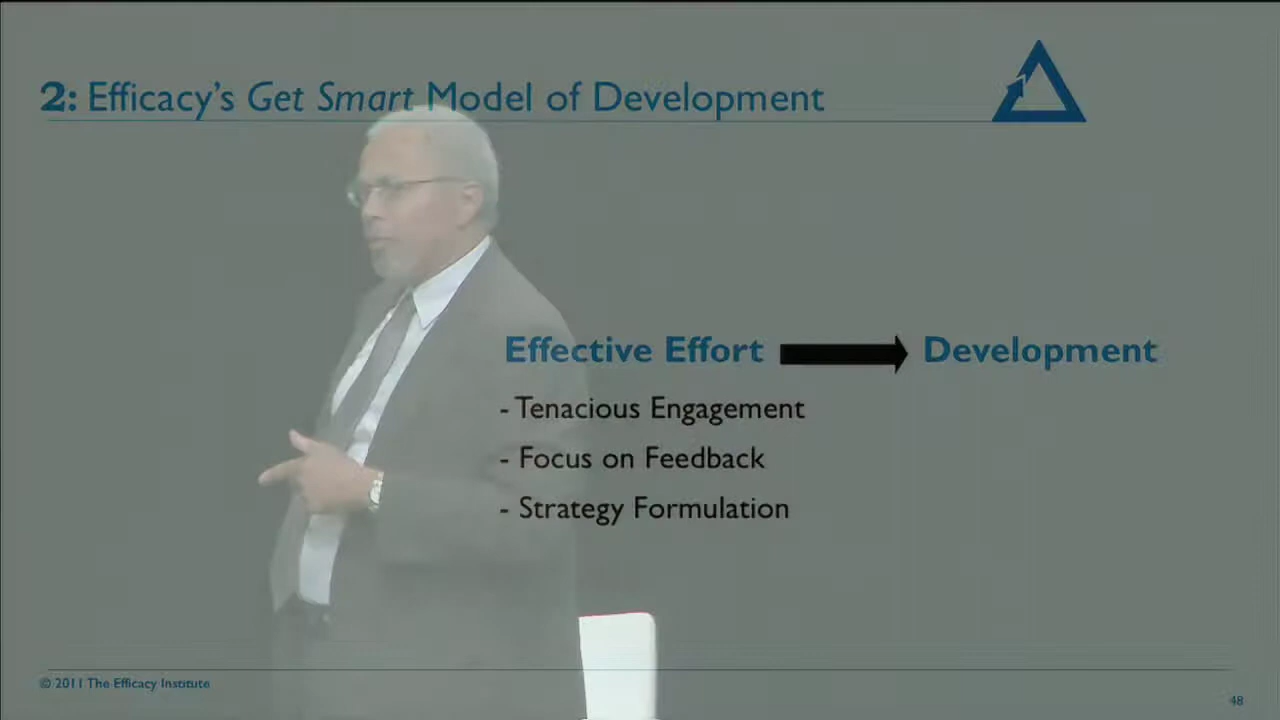 2: Efficacy's Get Smart Model of Development
Effective Effort Development
- Tenacious Engagement
- Focus on Feedback
- Strategy Formulation
© 2011 The Efficacy Institute
48